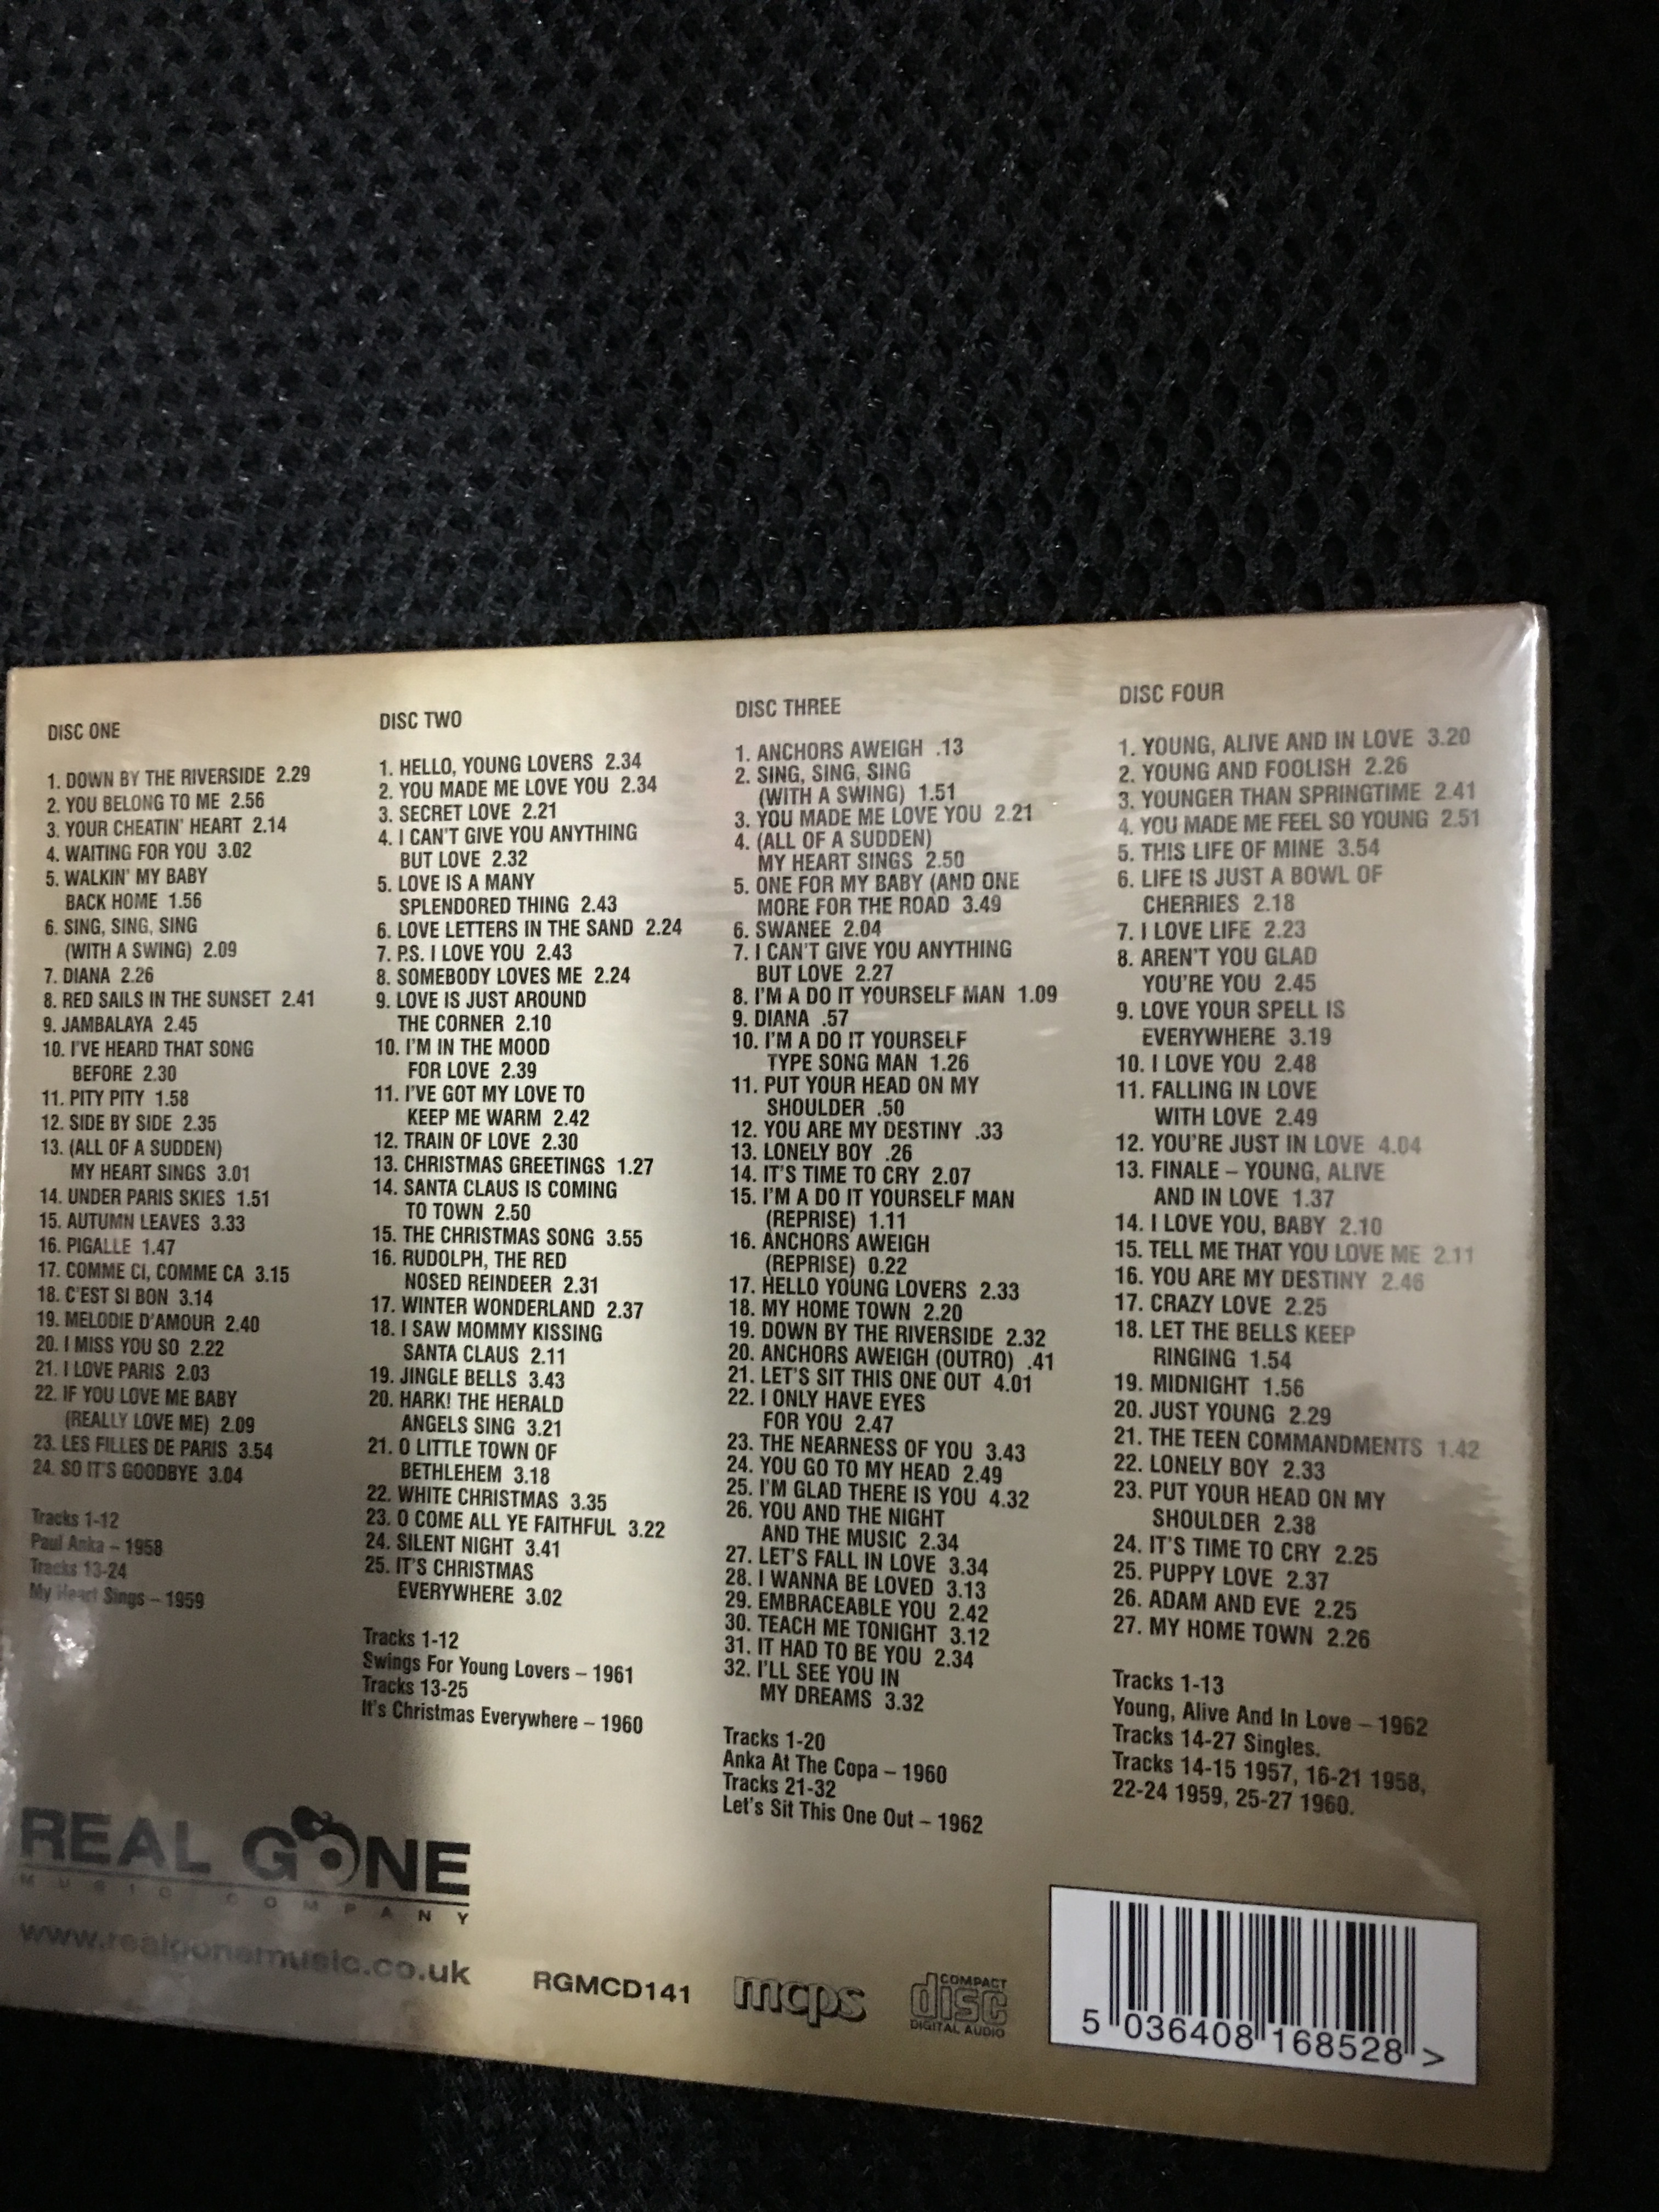 DISC ONE
1. DOWN BY THE RIVERSIDE 2.29
2. YOU BELONG TO ME 2.56
3. YOUR CHEATIN' HEART 2.14
4. WAITING FOR YOU 3.02
5. WALKIN' MY BABY
BACK HOME 1.56
6. SING, SING, SING
(WITH A SWING) 2.09
7. DIANA 2.26
8. RED SAILS IN THE SUNSET 2.41
9. JAMBALAYA 2.45
10. I'VE HEARD THAT SONG
BEFORE 2.30
11. PITY PITY 1.58
12. SIDE BY SIDE 2.35
13. (ALL OF A SUDDEN)
MY HEART SINGS 3.01
14. UNDER PARIS SKIES 1.51
15. AUTUMN LEAVES 3.33
16. PIGALLE 1.47
17. COMME CI, COMME CA 3.15
18. C'EST SI BON 3.14
19. MELODIE D'AMOUR 2.40
20. I MISS YOU SO 2.22
21. I LOVE PARIS 2.03
22. IF YOU LOVE ME BABY
(REALLY LOVE ME) 2.09
23. LES FILLES DE PARIS 3.54
24. SO IT'S GOODBYE 3.04
Tracks 1-12
Paul Anka – 1958
Tracks 13-24
My Heart Sings – 1959
DISC TWO
1. HELLO, YOUNG LOVERS 2.34
2. YOU MADE ME LOVE YOU 2.34
3. SECRET LOVE 2.21
4. I CAN'T GIVE YOU ANYTHING
BUT LOVE 2.32
5. LOVE IS A MANY
SPLENDORED THING 2.43
6. LOVE LETTERS IN THE SAND 2.24
7. P.S. I LOVE YOU 2.43
8. SOMEBODY LOVES ME 2.24
9. LOVE IS JUST AROUND
THE CORNER 2.10
10. I'M IN THE MOOD
FOR LOVE 2.39
11. I'VE GOT MY LOVE TO
KEEP ME WARM 2.42
12. TRAIN OF LOVE 2.30
13. CHRISTMAS GREETINGS 1.27
14. SANTA CLAUS IS COMING
TO TOWN 2.50
15. THE CHRISTMAS SONG 3.55
16. RUDOLPH, THE RED
NOSED REINDEER 2.31
17. WINTER WONDERLAND 2.37
18. I SAW MOMMY KISSING
SANTA CLAUS 2.11
19. JINGLE BELLS 3.43
20. HARK! THE HERALD
ANGELS SING 3.21
21. O LITTLE TOWN OF
BETHLEHEM 3.18
22. WHITE CHRISTMAS 3.35
23. O COME ALL YE FAITHFUL 3.22
24. SILENT NIGHT 3.41
25. IT'S CHRISTMAS
EVERYWHERE 3.02
Tracks 1-12
Swings For Young Lovers – 1961
Tracks 13-25
It's Christmas Everywhere – 1960
DISC THREE
1. ANCHORS AWEIGH .13
2. SING, SING, SING
(WITH A SWING) 1.51
3. YOU MADE ME LOVE YOU 2.21
4. (ALL OF A SUDDEN)
MY HEART SINGS 2.50
5. ONE FOR MY BABY (AND ONE
MORE FOR THE ROAD 3.49
6. SWANEE 2.04
7. I CAN'T GIVE YOU ANYTHING
BUT LOVE 2.27
8. I'M A DO IT YOURSELF MAN 1.09
9. DIANA .57
10. I'M A DO IT YOURSELF
TYPE SONG MAN 1.26
11. PUT YOUR HEAD ON MY
SHOULDER .50
12. YOU ARE MY DESTINY .33
13. LONELY BOY .26
14. IT'S TIME TO CRY 2.07
15. I'M A DO IT YOURSELF MAN
(REPRISE) 1.11
16. ANCHORS AWEIGH
(REPRISE) 0.22
17. HELLO YOUNG LOVERS 2.33
18. MY HOME TOWN 2.20
19. DOWN BY THE RIVERSIDE 2.32
20. ANCHORS AWEIGH (OUTRO) .41
21. LET'S SIT THIS ONE OUT 4.01
22. I ONLY HAVE EYES
FOR YOU 2.47
23. THE NEARNESS OF YOU 3.43
24. YOU GO TO MY HEAD 2.49
25. I'M GLAD THERE IS YOU 4.32
26. YOU AND THE NIGHT
AND THE MUSIC 2.34
27. LET'S FALL IN LOVE 3.34
28. I WANNA BE LOVED 3.13
29. EMBRACEABLE YOU 2.42
30. TEACH ME TONIGHT 3.12
31. IT HAD TO BE YOU 2.34
32. I'LL SEE YOU IN
MY DREAMS 3.32
Tracks 1-20
Anka At The Copa – 1960
Tracks 21-32
Let's Sit This One Out – 1962
DISC FOUR
1. YOUNG, ALIVE AND IN LOVE 3.20
2. YOUNG AND FOOLISH 2.26
3. YOUNGER THAN SPRINGTIME 2.41
4. YOU MADE ME FEEL SO YOUNG 2.51
5. THIS LIFE OF MINE 3.54
6. LIFE IS JUST A BOWL OF
CHERRIES 2.18
7. I LOVE LIFE 2.23
8. AREN'T YOU GLAD
YOU'RE YOU 2.45
9. LOVE YOUR SPELL IS
EVERYWHERE 3.19
10. I LOVE YOU 2.48
11. FALLING IN LOVE
WITH LOVE 2.49
12. YOU'RE JUST IN LOVE 4.04
13. FINALE – YOUNG, ALIVE
AND IN LOVE 1.37
14. I LOVE YOU, BABY 2.10
15. TELL ME THAT YOU LOVE ME 2.11
16. YOU ARE MY DESTINY 2.46
17. CRAZY LOVE 2.25
18. LET THE BELLS KEEP
RINGING 1.54
19. MIDNIGHT 1.56
20. JUST YOUNG 2.29
21. THE TEEN COMMANDMENTS 1.42
22. LONELY BOY 2.33
23. PUT YOUR HEAD ON MY
SHOULDER 2.38
24. IT'S TIME TO CRY 2.25
25. PUPPY LOVE 2.37
26. ADAM AND EVE 2.25
27. MY HOME TOWN 2.26
Tracks 1-13
Young, Alive And In Love – 1962
Tracks 14-27 Singles.
Tracks 14-15 1957, 16-21 1958,
22-24 1959, 25-27 1960.
REAL GONE
MUSIC COMPANY
www.realgonemusic.co.uk
RGMCD141
mcps
COMPACT
disc
DIGITAL AUDIO
5 036408 168528 >